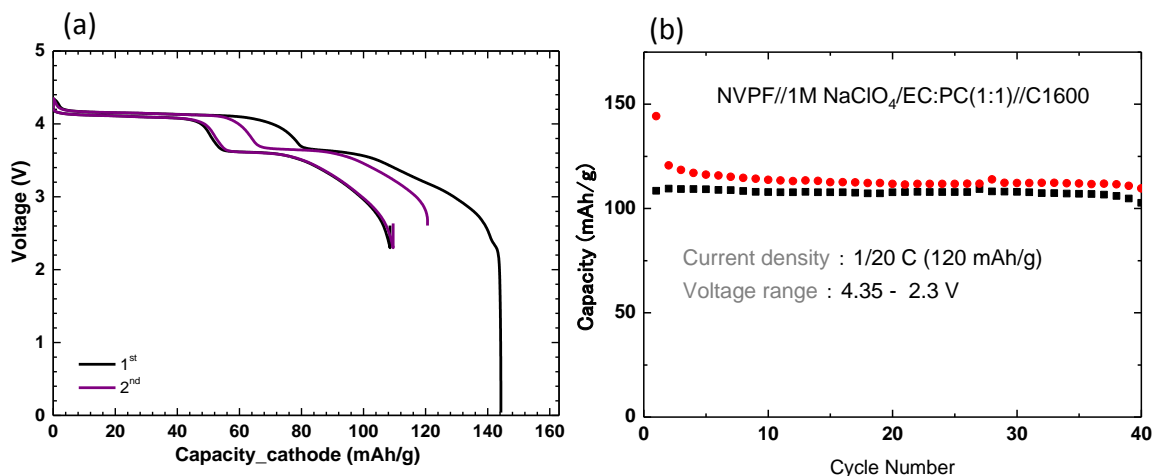 (a)
5
4
3
2
1
0
Voltage (V)
1st
2nd
0 20 40 60 80 100 120 140 160
Capacity_cathode (mAh/g)
(b)
150
100
50
0
Capacity (mAh/g)
NVPF//1M NaClO4/EC:PC(1:1)//C1600
Current density : 1/20 C (120 mAh/g)
Voltage range : 4.35 - 2.3 V
0 10 20 30 40
Cycle Number